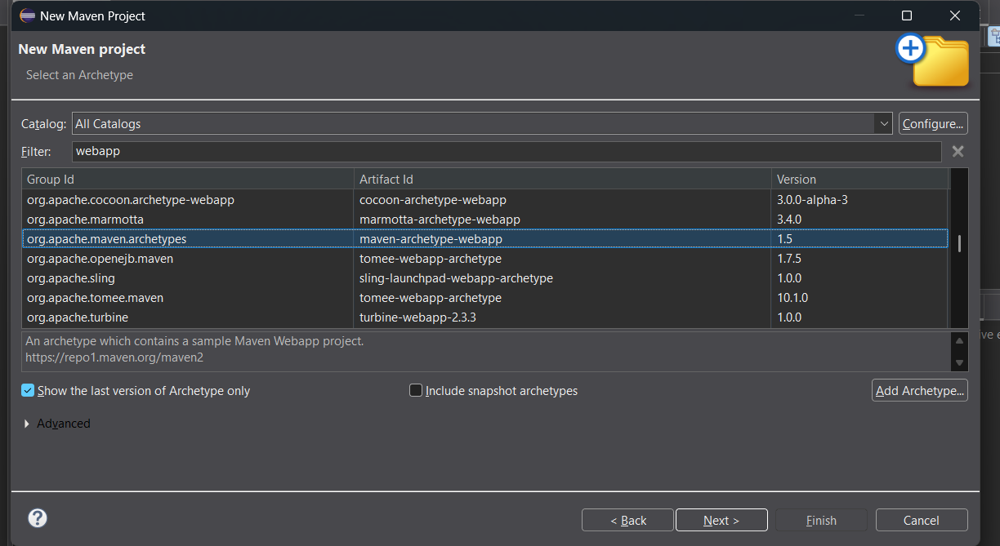 New Maven Project
New Maven project
Select an Archetype
Catalog: All Catalogs Configure...
Filter: webapp
Group Id Artifact Id Version
org.apache.cocoon.archetype-webapp cocoon-archetype-webapp 3.0.0-alpha-3
org.apache.marmotta marmotta-archetype-webapp 3.4.0
org.apache.maven.archetypes maven-archetype-webapp 1.5
org.apache.openejb.maven tomee-webapp-archetype 1.7.5
org.apache.sling sling-launchpad-webapp-archetype 1.0.0
org.apache.tomee.maven tomee-webapp-archetype 10.1.0
org.apache.turbine turbine-webapp-2.3.3 1.0.0
An archetype which contains a sample Maven Webapp project.
https://repo1.maven.org/maven2
Show the last version of Archetype only Include snapshot archetypes Add Archetype...
Advanced
? < Back Next > Finish Cancel